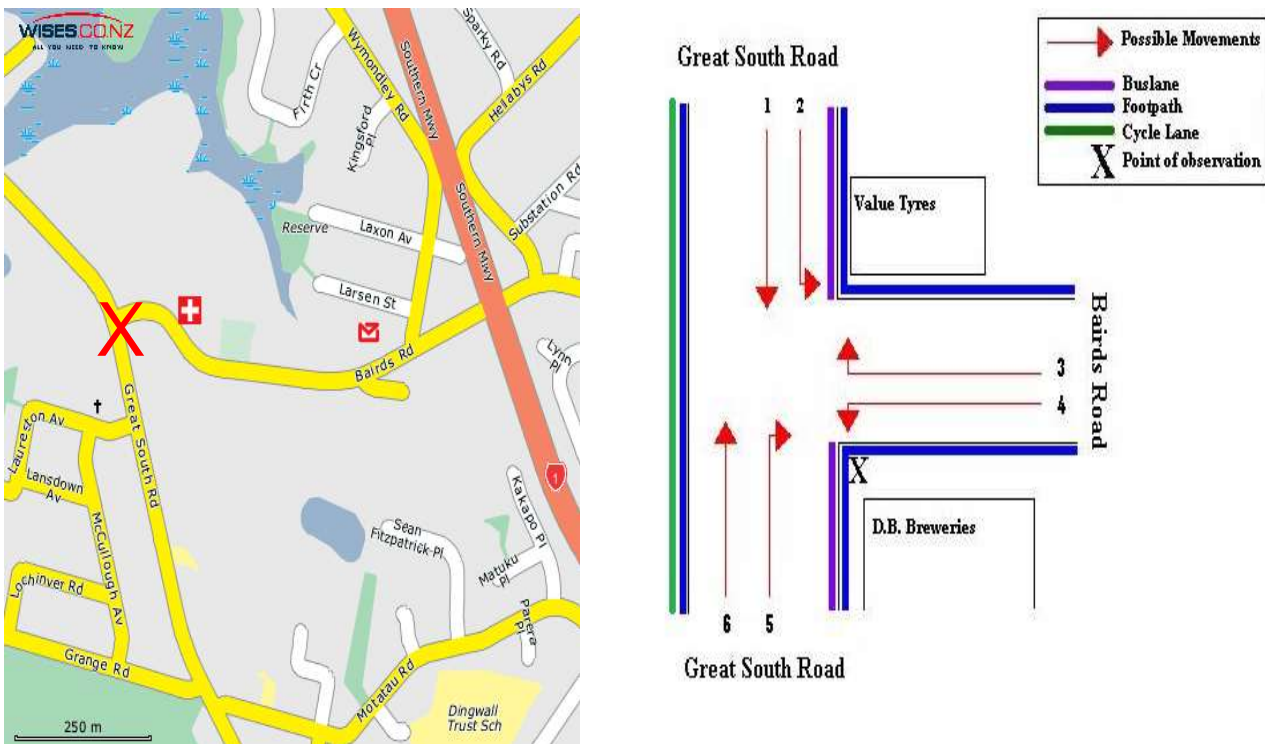 WISES.CO.NZ
ALL YOU NEED TO KNOW
Wymondley Rd
Southern Mwy
Sparky Rd
Hellabys Rd
Firth Cr
Kingsford
Pl
Southern Mwy
Substation Rd
Reserve
Laxon Av
Larsen St
Bairds Rd
Lynn
Pl
X
Great South Rd
Laureston Av
Lansdown
Av
McCullough Av
1
Kakapo Pl
Sean
Fitzpatrick-Pl
Matuku
Pl
Parera
Pl
Lochinver Rd
Grange Rd
Motatau Rd
Dingwall
Trust Sch
250 m
Great South Road
1
2
Possible Movements
Buslane
Footpath
Cycle Lane
X Point of observation
Value Tyres
Bairds Road
3
4
X
D.B. Breweries
6
5
Great South Road